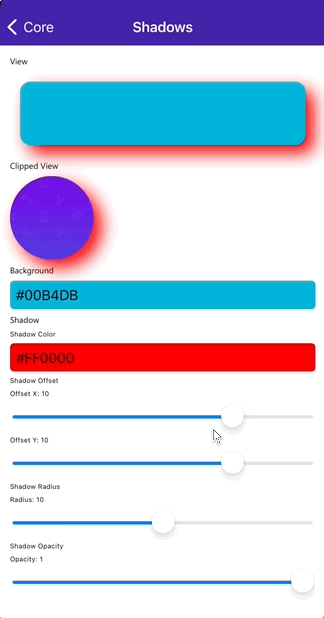 Core
Shadows
View
Clipped View
Background
#00B4DB
Shadow
Shadow Color
#FF0000
Shadow Offset
Offset X: 10
Offset Y: 10
Shadow Radius
Radius: 10
Shadow Opacity
Opacity: 1